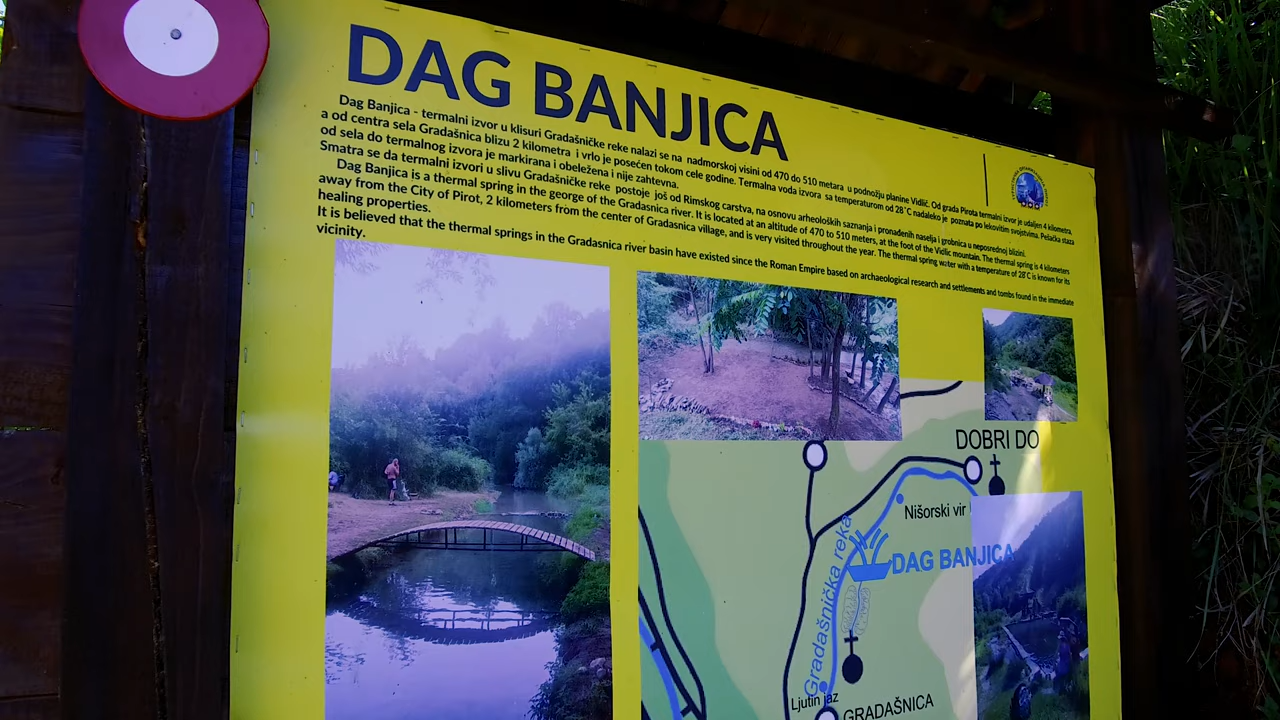 DAG BANJICA
Dag Banjica - termalni izvor u klisuri Gradašničke reke nalazi se na nadmorskoj visini od 470 do 510 metara u podnožju planine Vidlič. Od grada Pirota termalni izvor je udaljen 4 kilometra,
a od centra sela Gradašnica blizu 2 kilometra i vrlo je posećen tokom cele godine. Termalna voda izvora sa temperaturom od 28°C nadaleko je poznata po lekovitim svojstvima. Pešačka staza
od sela do termalnog izvora je markirana i obeležena i nije zahtevna.
Smatra se da termalni izvori u slivu Gradašničke reke postoje još od Rimskog carstva, na osnovu arheoloških saznanja i pronađenih naselja i grobnica u neposrednoj blizini.
Dag Banjica is a thermal spring in the george of the Gradasnica river. It is located at an altitude of 470 to 510 meters, at the foot of the Vidlic mountain. The thermal spring is 4 kilometers
away from the City of Pirot, 2 kilometers from the center of Gradasnica village, and is very visited throughout the year. The thermal spring water with a temperature of 28°C is known for its
healing properties.
It is believed that the thermal springs in the Gradasnica river basin have existed since the Roman Empire based on archaeological research and settlements and tombs found in the immediate
vicinity.
DOBRI DO
Nišorski vir
DAG BANJICA
Gradašnička reka
Ljutin jaz
GRADAŠNICA